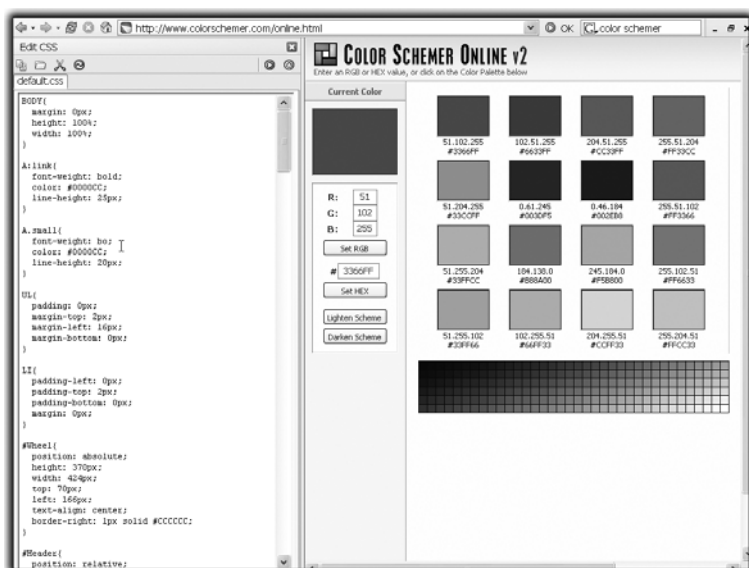 http://www.colorschemer.com/online.html
OK
color schemer
Edit CSS
default.css
BODY{
margin: 0px;
height: 100%;
width: 100%;
}
A:link{
font-weight: bold;
color: #0000CC;
line-height: 25px;
}
A.small{
font-weight: bo;
color: #0000CC;
line-height: 20px;
}
UL{
padding: 0px;
margin-top: 2px;
margin-left: 16px;
margin-bottom: 0px;
}
LI{
padding-left: 0px;
padding-top: 2px;
padding-bottom: 0px;
margin: 0px;
}
#Wheel{
position: absolute;
height: 370px;
width: 424px;
top: 70px;
left: 166px;
text-align: center;
border-right: 1px solid #CCCCCC;
}
#Header{
position: relative;
COLOR SCHEMER ONLINE V2
Enter an RGB or HEX value, or click on the Color Palette below
Current Color
R: 51
G: 102
B: 255
Set RGB
# 3366FF
Set HEX
Lighten Scheme
Darken Scheme
51.102.255 102.51.255 204.51.255 255.51.204
#3366FF #6633FF #CC33FF #FF33CC
51.204.255 0.61.245 0.46.184 255.51.102
#33CCFF #003DF5 #002EB8 #FF3366
51.255.204 184.138.0 245.184.0 255.102.51
#33FFCC #B88A00 #F5B800 #FF6633
51.255.102 102.255.51 204.255.51 255.204.51
#33FF66 #66FF33 #CCFF33 #FFCC33